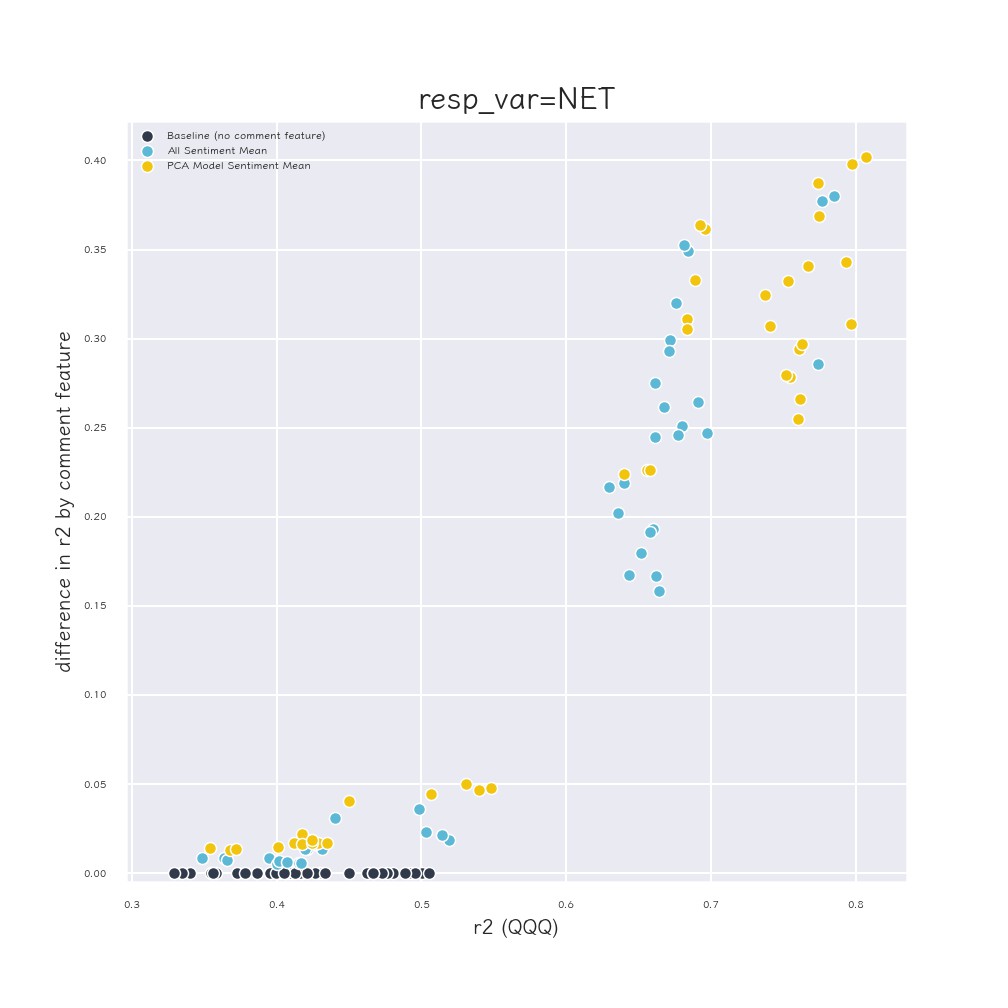 resp_var=NET
Baseline (no comment feature)
All Sentiment Mean
PCA Model Sentiment Mean
0.40
0.35
0.30
0.25
0.20
0.15
0.10
0.05
0.00
difference in r2 by comment feature
0.3 0.4 0.5 0.6 0.7 0.8
r2 (QQQ)